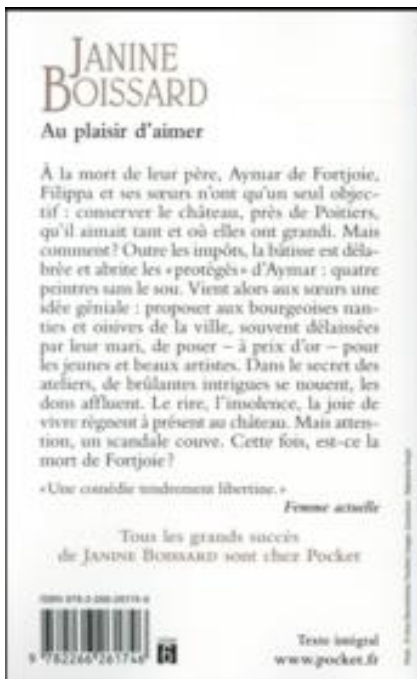 JANINE
BOISSARD
Au plaisir d'aimer
À la mort de leur père, Aymar de Fortjoie,
Filippa et ses sœurs n'ont qu'un seul objec-
tif : conserver le château, près de Poitiers,
qu'il aimait tant et où elles ont grandi. Mais
comment ? Outre les impôts, la bâtisse est déla-
brée et abrite les «protégés» d'Aymar : quatre
peintres sans le sou. Vient alors aux sœurs une
idée géniale : proposer aux bourgeoises nan-
ties et oisives de la ville, souvent délaissées
par leur mari, de poser – à prix d'or – pour
les jeunes et beaux artistes. Dans le secret des
ateliers, de brûlantes intrigues se nouent, les
dons affluent. Le rire, l'insolence, la joie de
vivre règnent à présent au château. Mais atten-
tion, un scandale couve. Cette fois, est-ce la
mort de Fortjoie ?
«Une comédie tendrement libertine.»
Femme actuelle
Tous les grands succès
de JANINE BOISSARD sont chez Pocket
9 782266 261746
Texte intégral
www.pocket.fr